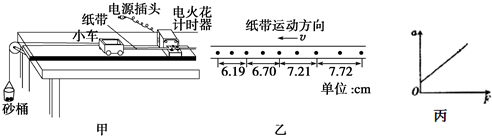 电源插头
纸带
电火花
计时器
小车
砂桶
甲
纸带运动方向
v
6.19 6.70 7.21 7.72
单位:cm
乙
a
O
F
丙